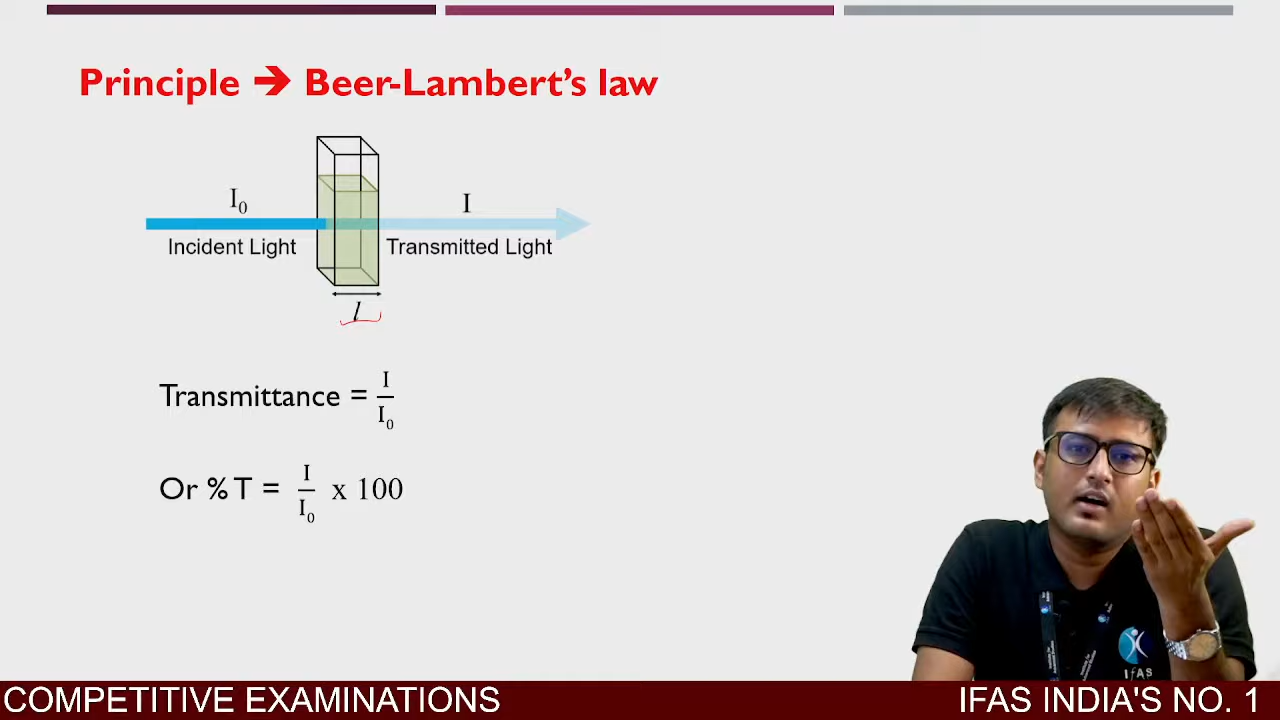 Principle ➔ Beer-Lambert's law
I₀ I
Incident Light Transmitted Light
l
Transmittance = I/I₀
Or % T = I/I₀ x 100
IFAS
COMPETITIVE EXAMINATIONS IFAS INDIA'S NO. 1